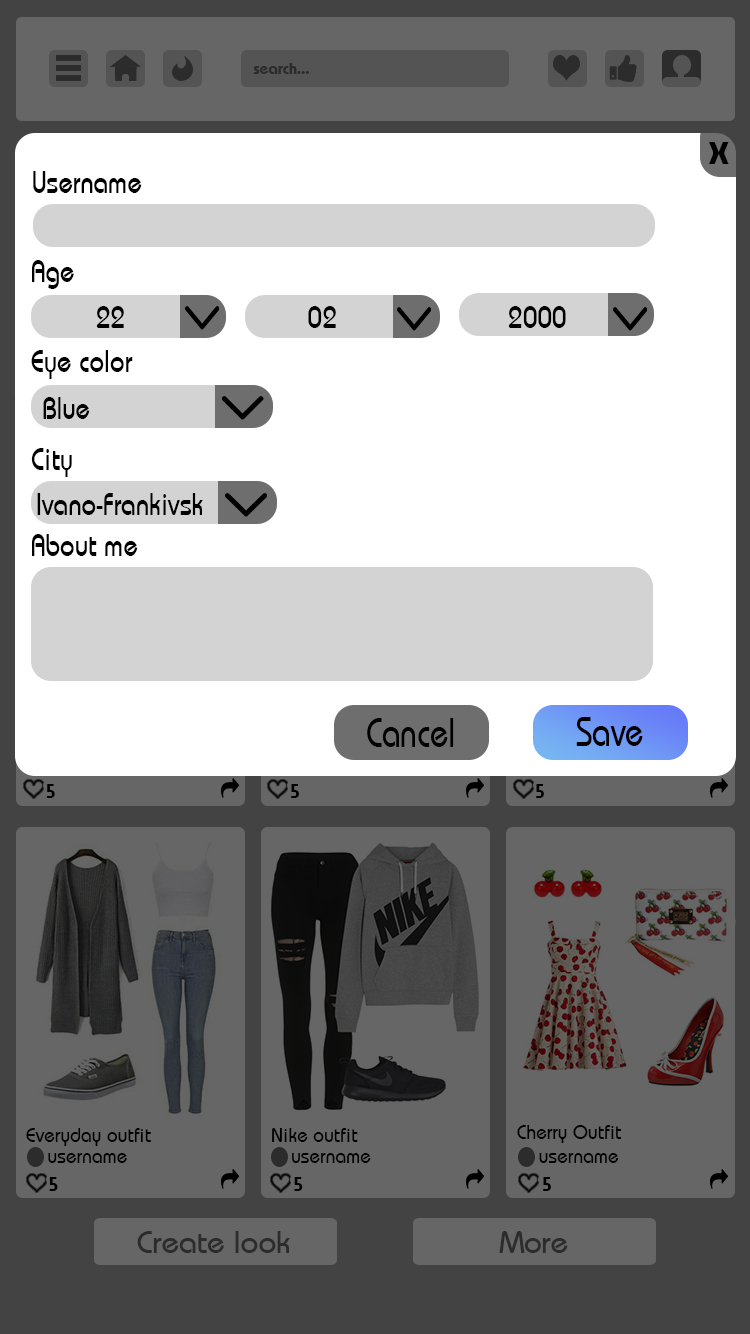 search...
X
Username
Age
22 02 2000
Eye color
Blue
City
Ivano-Frankivsk
About me
Cancel Save
5 5 5
NIKE
Everyday outfit
username
5
Nike outfit
username
5
Cherry Outfit
username
5
Create look More